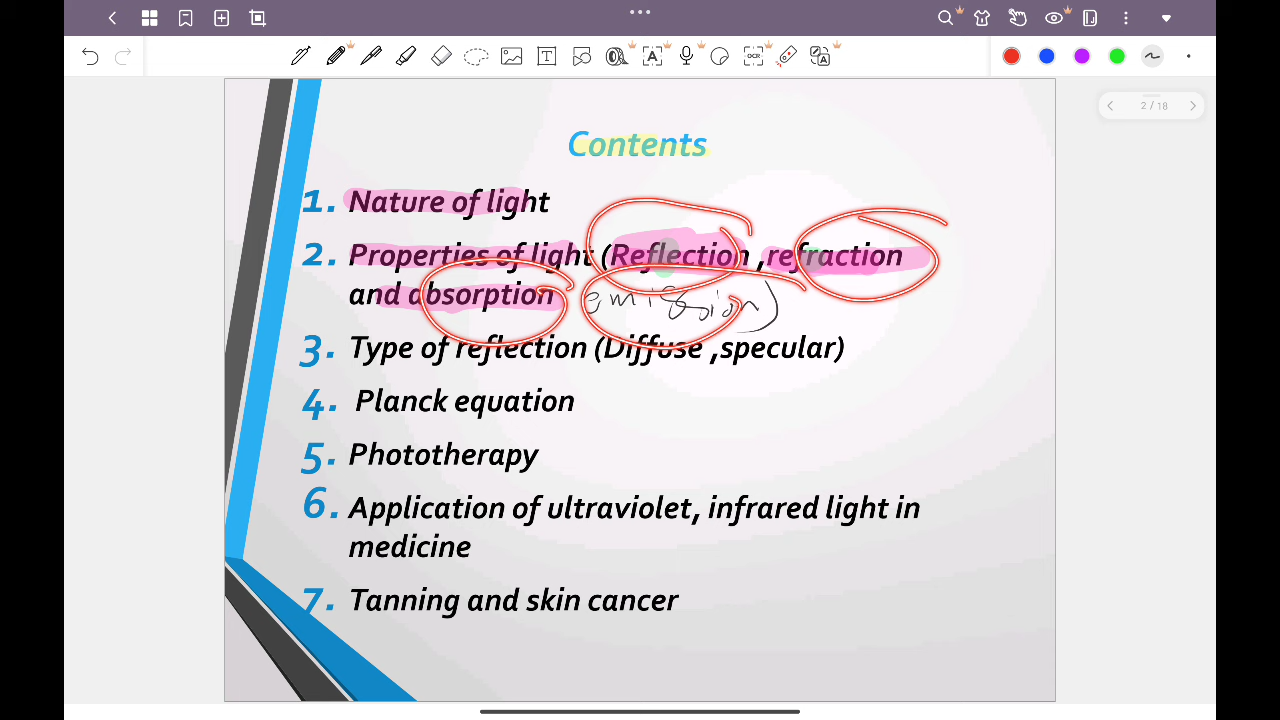 2 / 18
Contents
1. Nature of light
2. Properties of light (Reflection ,refraction
and absorption emission)
3. Type of reflection (Diffuse ,specular)
4. Planck equation
5. Phototherapy
6. Application of ultraviolet, infrared light in
medicine
7. Tanning and skin cancer